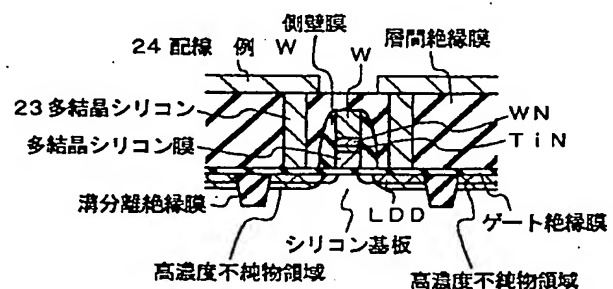 側壁膜
24 配線 例 W
W
層間絶縁膜
23多結晶シリコン
WN
多結晶シリコン膜
TiN
溝分離絶縁膜
LDD
ゲート絶縁膜
シリコン基板
高濃度不純物領域
高濃度不純物領域